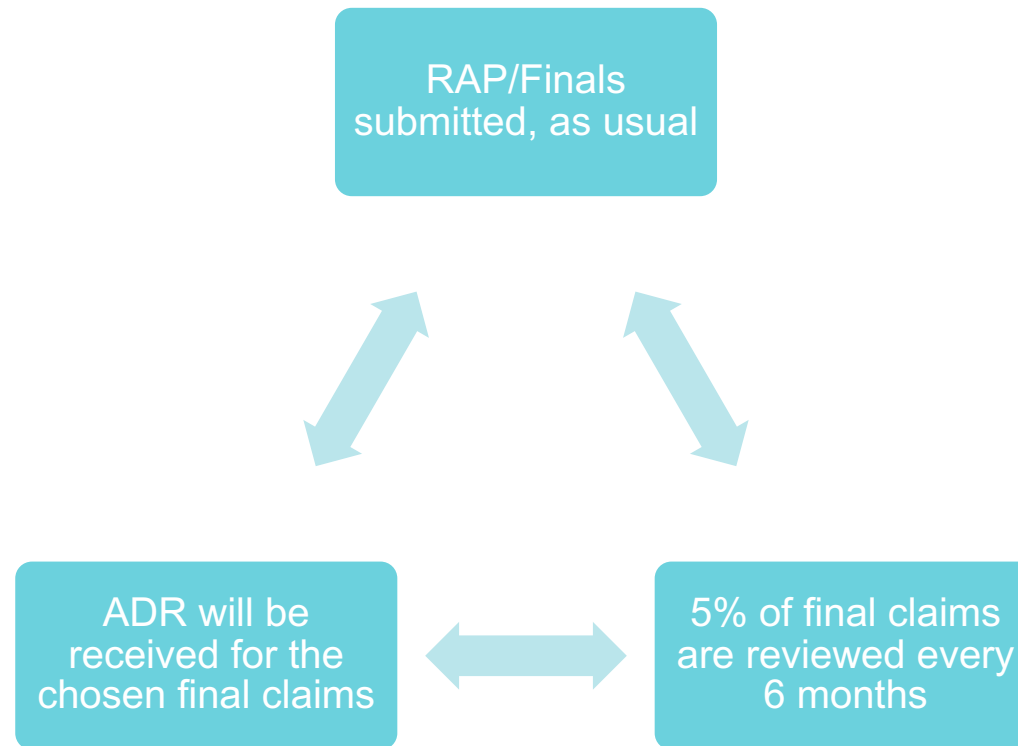 RAP/Finals
submitted, as usual
ADR will be
received for the
chosen final claims
5% of final claims
are reviewed every
6 months